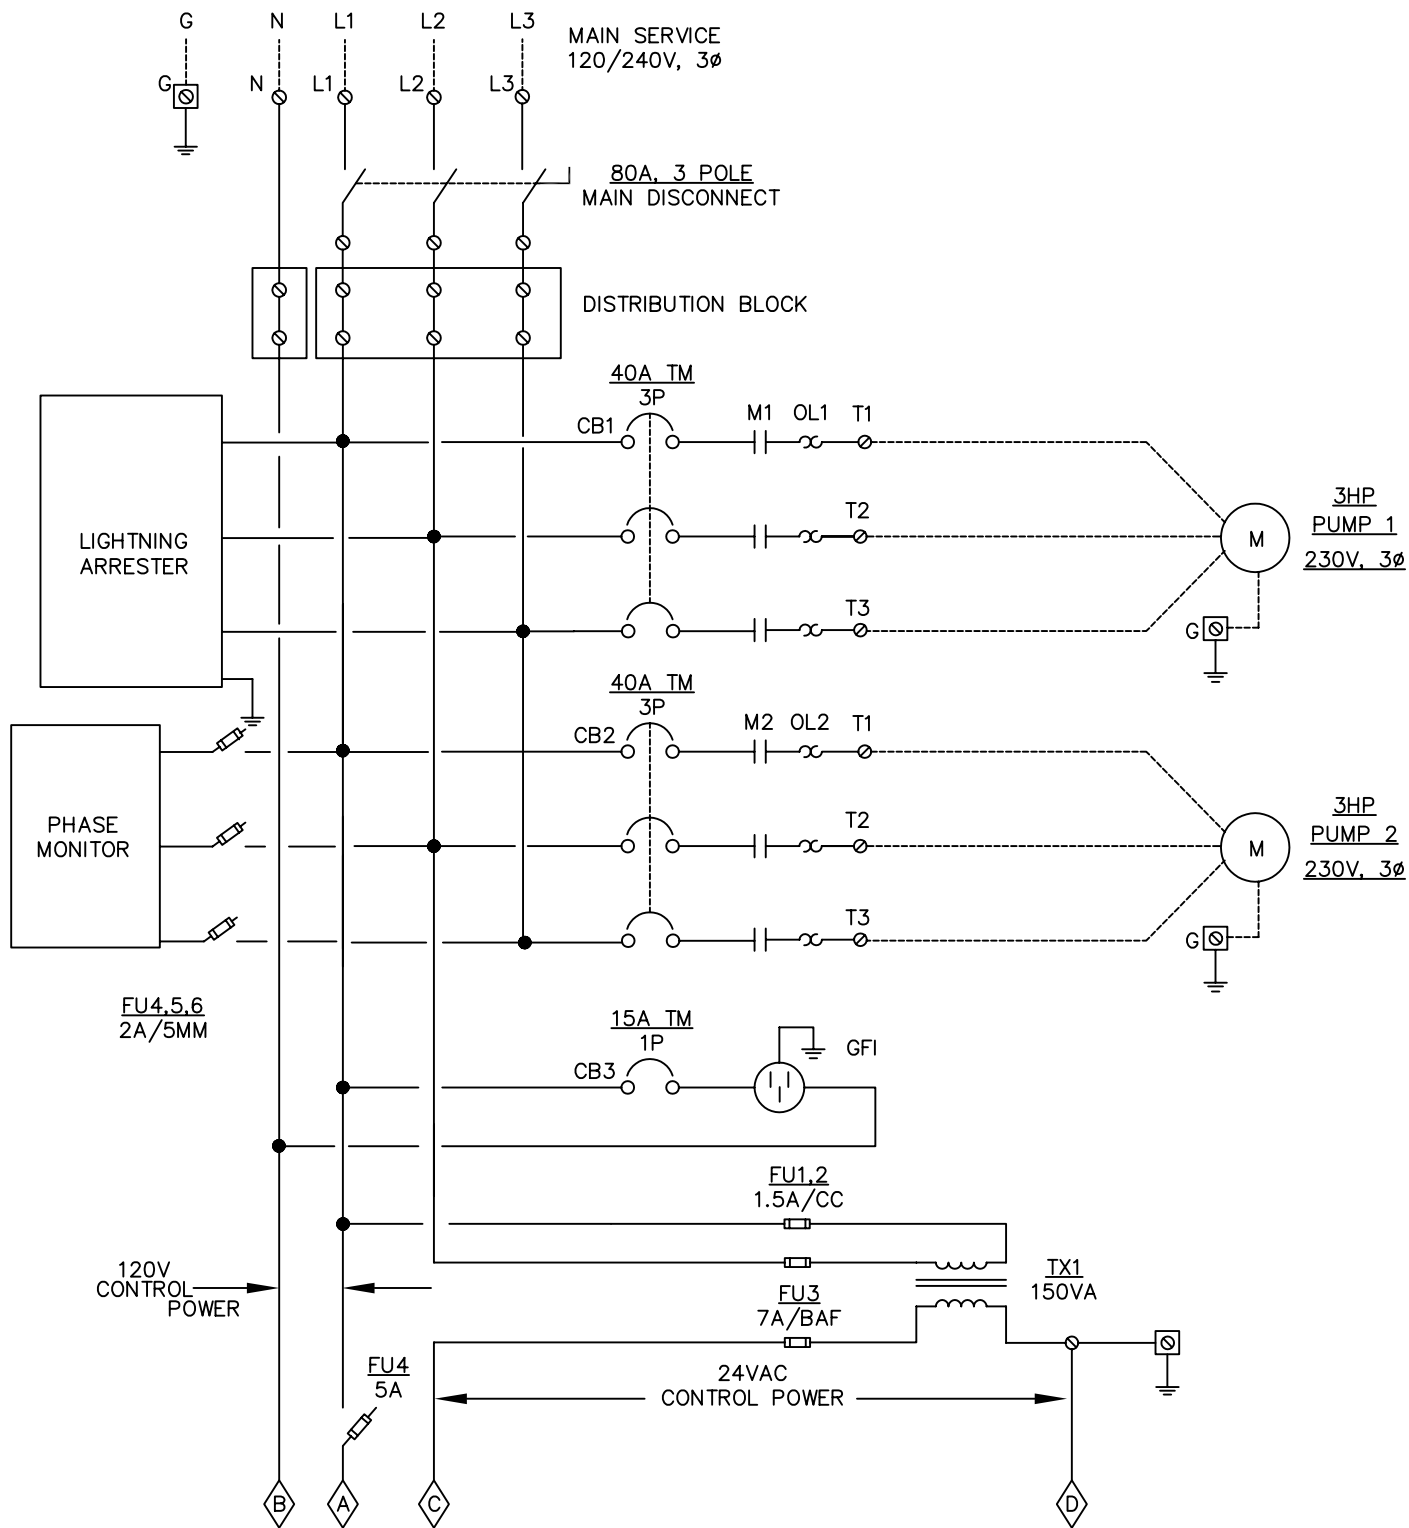 G N L1 L2 L3
MAIN SERVICE
120/240V, 3ø
G N L1 L2 L3
80A, 3 POLE
MAIN DISCONNECT
DISTRIBUTION BLOCK
40A TM
3P
CB1 M1 OL1 T1
LIGHTNING
ARRESTER
T2
M
3HP
PUMP 1
230V, 3ø
T3
G
40A TM
3P
CB2 M2 OL2 T1
PHASE
MONITOR
T2
M
3HP
PUMP 2
230V, 3ø
T3
G
FU4,5,6
2A/5MM
15A TM
1P
CB3
GFI
FU1,2
1.5A/CC
120V
CONTROL
POWER
TX1
150VA
FU3
7A/BAF
FU4
5A
24VAC
CONTROL POWER
B A C D